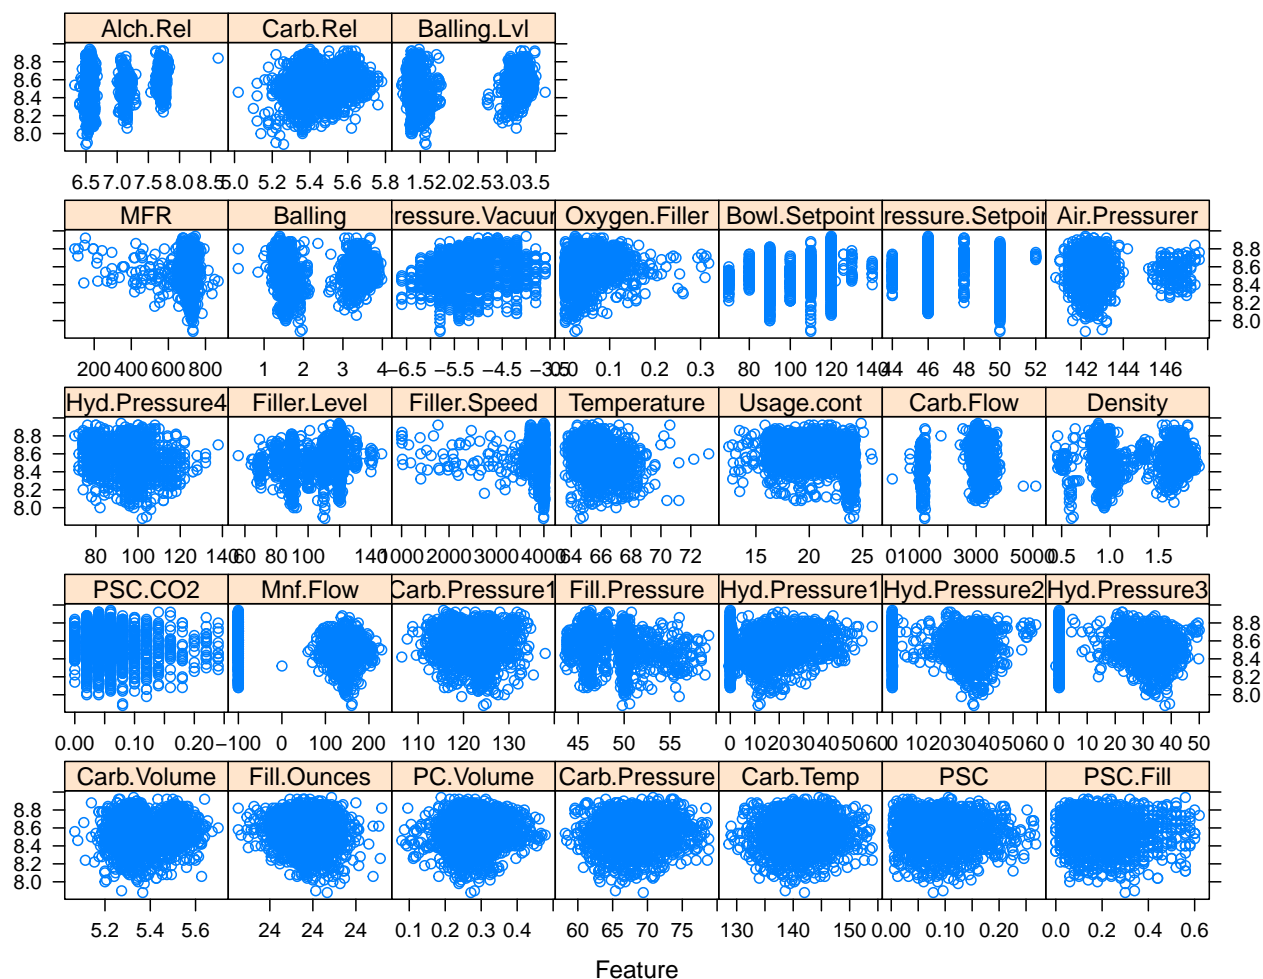 Alch.Rel Carb.Rel Balling.Lvl
8.8
8.6
8.4
8.2
8.0
6.5 7.0 7.5 8.0 8.5 5.0 5.2 5.4 5.6 5.8 1.5 2.0 2.5 3.0 3.5
MFR Balling ressure.Vacuur Oxygen.Filler Bowl.Setpoint ressure.Setpoir Air.Pressurer
8.8
8.6
8.4
8.2
8.0
200 400 600 800 1 2 3 4 −6.5 −5.5 −4.5 −3.5 0.0 0.1 0.2 0.3 80 100 120 140 44 46 48 50 52 142 144 146
Hyd.Pressure4 Filler.Level Filler.Speed Temperature Usage.cont Carb.Flow Density
8.8
8.6
8.4
8.2
8.0
80 100 120 140 60 80 100 140 1000 2000 3000 4000 64 66 68 70 72 15 20 25 0 1000 3000 5000 0.5 1.0 1.5
PSC.CO2 Mnf.Flow Carb.Pressure1 Fill.Pressure Hyd.Pressure1 Hyd.Pressure2 Hyd.Pressure3
8.8
8.6
8.4
8.2
8.0
0.00 0.10 0.20 −100 0 100 200 110 120 130 45 50 55 0 10 20 30 40 50 60 0 10 20 30 40 50 60 0 10 20 30 40 50
Carb.Volume Fill.Ounces PC.Volume Carb.Pressure Carb.Temp PSC PSC.Fill
8.8
8.6
8.4
8.2
8.0
5.2 5.4 5.6 24 24 24 0.1 0.2 0.3 0.4 60 65 70 75 130 140 150 0.00 0.10 0.20 0.0 0.2 0.4 0.6
Feature